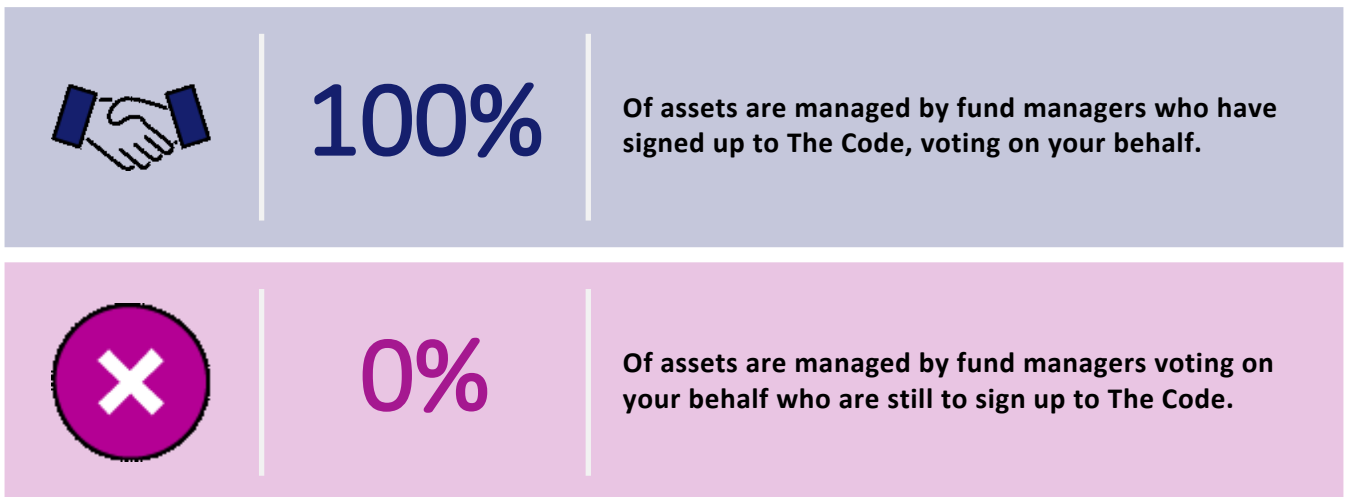 100%
Of assets are managed by fund managers who have
signed up to The Code, voting on your behalf.
0%
Of assets are managed by fund managers voting on
your behalf who are still to sign up to The Code.